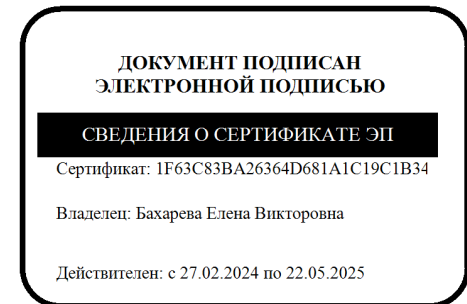 ДОКУМЕНТ ПОДПИСАН
ЭЛЕКТРОННОЙ ПОДПИСЬЮ
СВЕДЕНИЯ О СЕРТИФИКАТЕ ЭП
Сертификат: 1F63C83BA26364D681A1C19C1B34
Владелец: Бахарева Елена Викторовна
Действителен: с 27.02.2024 по 22.05.2025